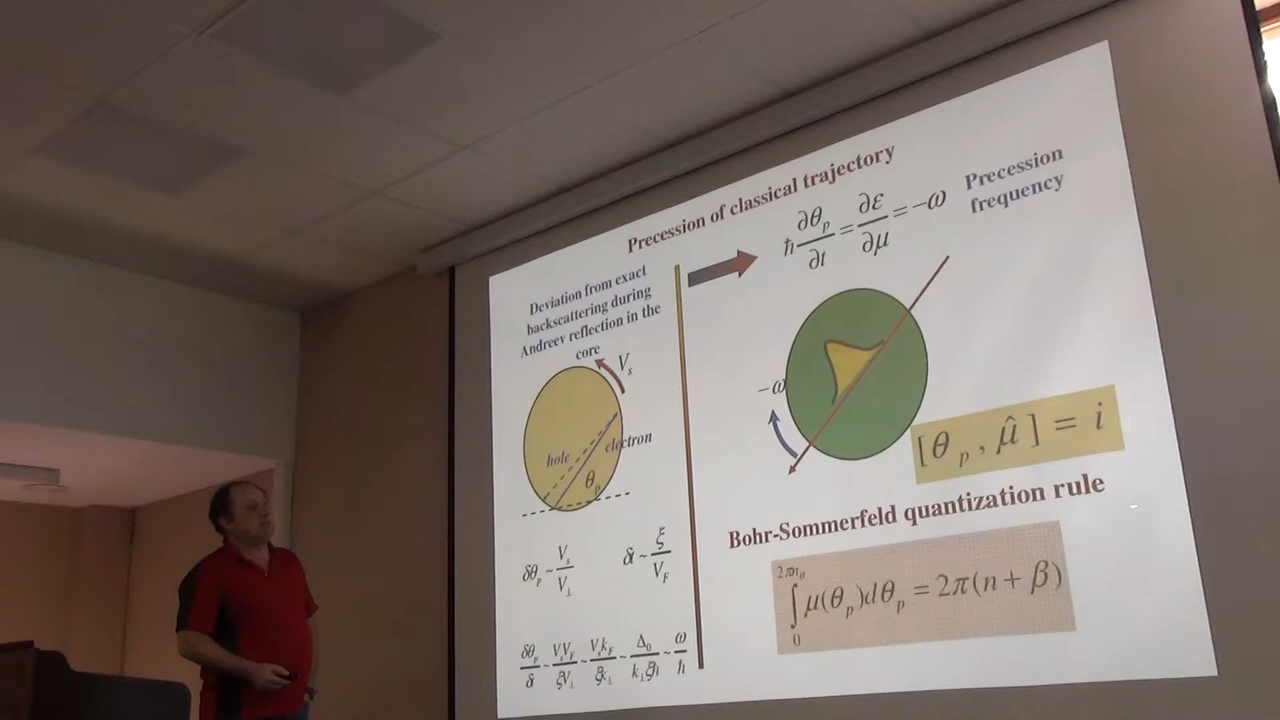 Precession of classical trajectory
Deviation from exact
backscattering during
Andreev reflection in the
core
V_s
hole
electron
θ_p
δθ_p ~ V_s/V_⊥
δt ~ ξ/V_F
δθ_p/δt ~ V_sV_F/ξV_⊥ ~ V_sk_F/ξk_⊥ ~ Δ_0/k_⊥ξħ ~ ω/ħ
ħ ∂θ_p/∂t = ∂ε/∂μ = −ω
Precession
frequency
−ω
[θ_p, μ̂] = i
Bohr-Sommerfeld quantization rule
∫_0^{2πn_θ} μ(θ_p)dθ_p = 2π(n + β)